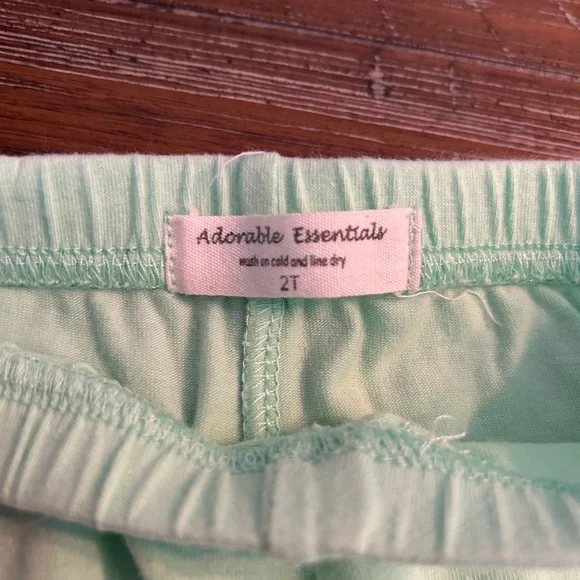 Adorable Essentials
wash on cold and line dry
2T